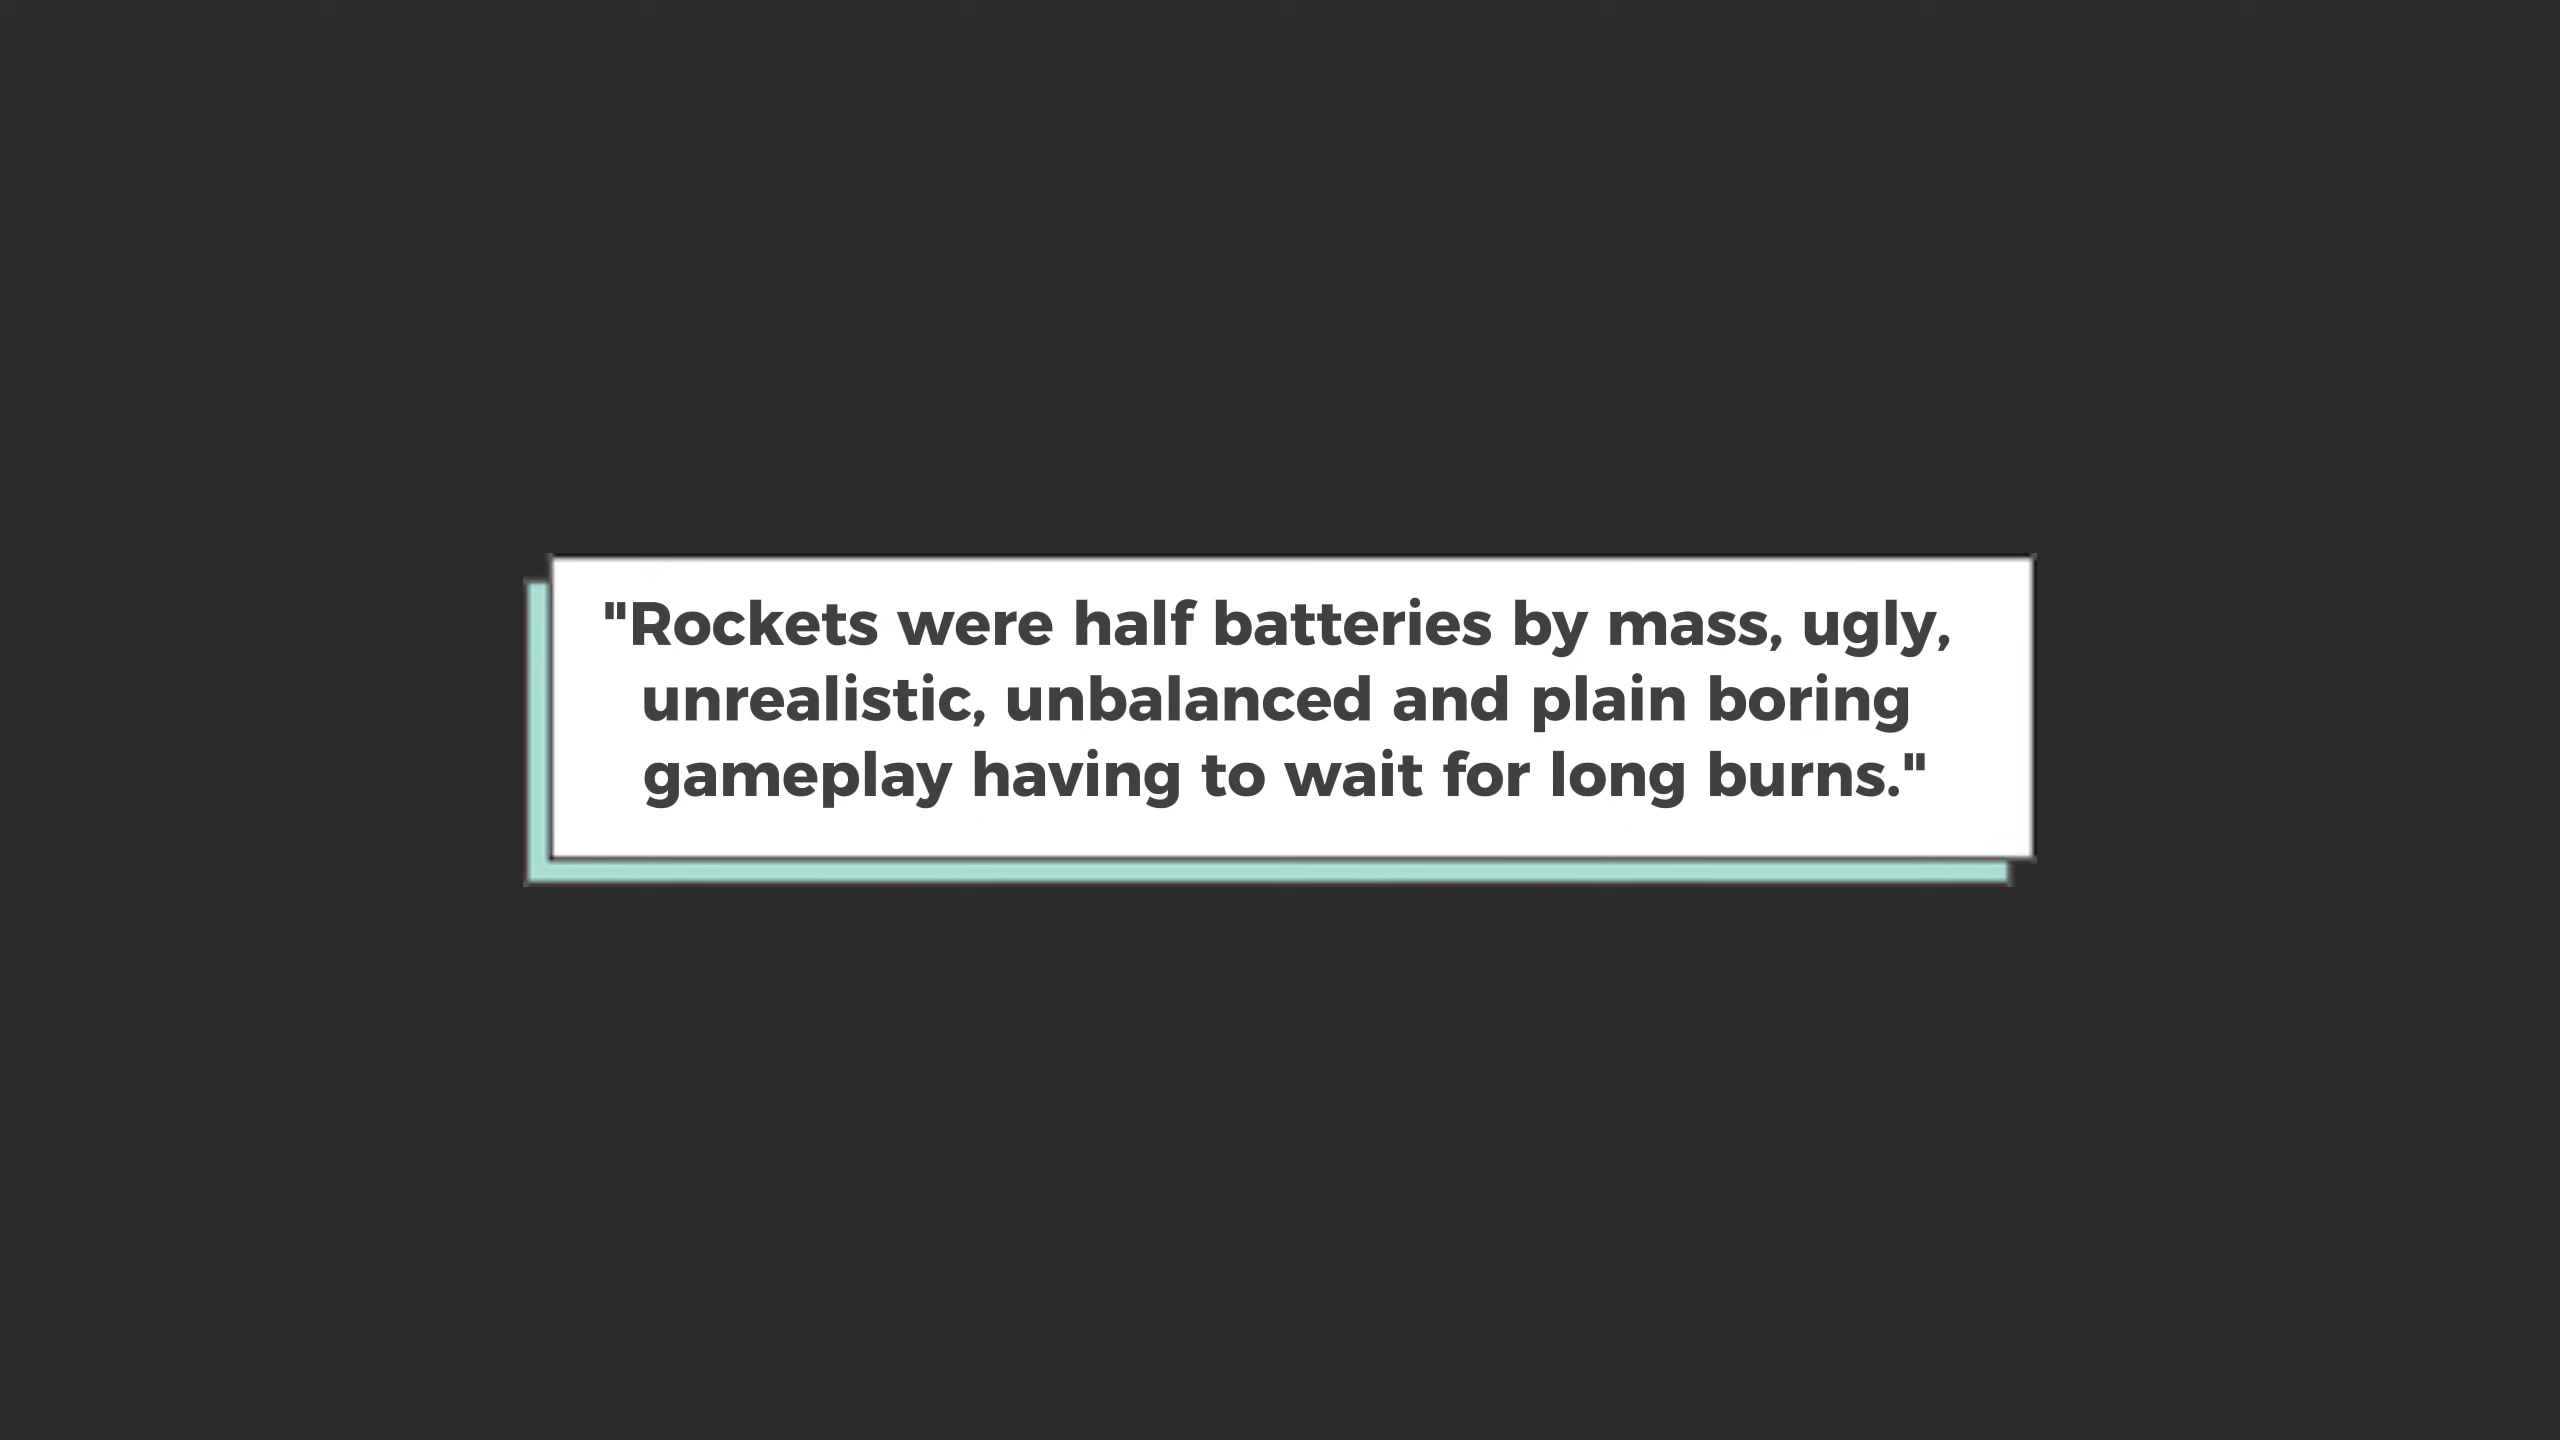 "Rockets were half batteries by mass, ugly,
unrealistic, unbalanced and plain boring
gameplay having to wait for long burns."